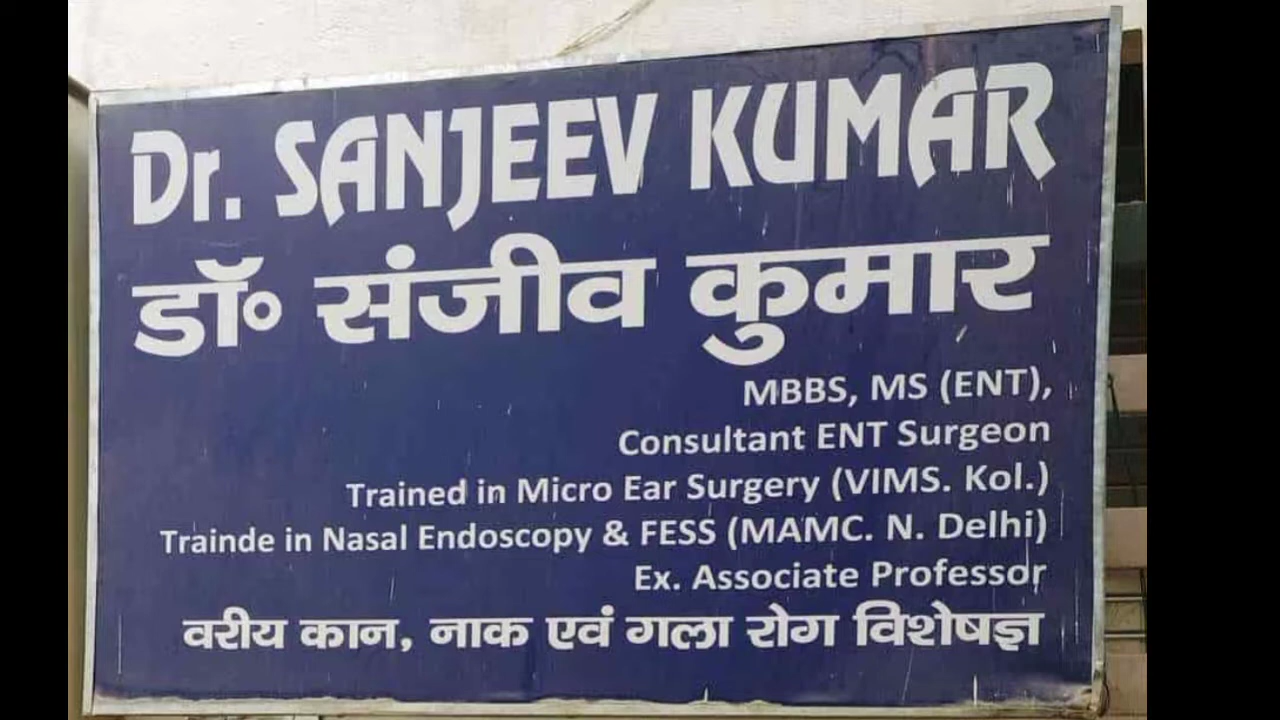 Dr. SANJEEV KUMAR
डॉ॰ संजीव कुमार
MBBS, MS (ENT),
Consultant ENT Surgeon
Trained in Micro Ear Surgery (VIMS. Kol.)
Trainde in Nasal Endoscopy & FESS (MAMC. N. Delhi)
Ex. Associate Professor
वरीय कान, नाक एवं गला रोग विशेषज्ञ